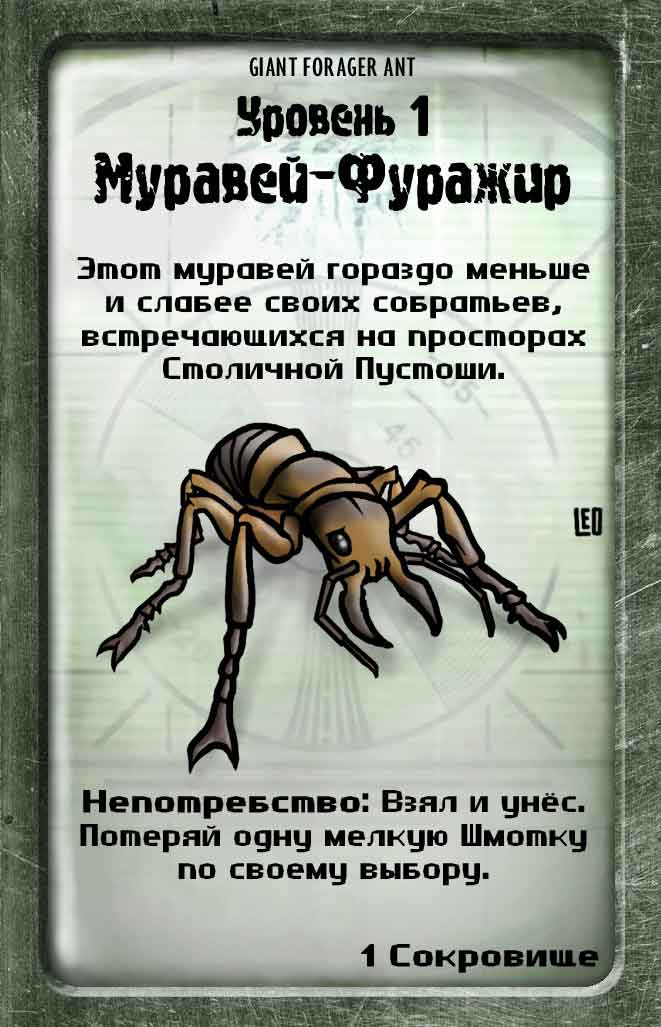 GIANT FORAGER ANT
Уровень 1
Муравей-Фуражир
Этот муравей гораздо меньше
и слабее своих собратьев,
встречающихся на просторах
Столичной Пустоши.
45
LEO
Непотребство: Взял и унёс.
Потеряй одну мелкую Шмотку
по своему выбору.
1 Сокровище